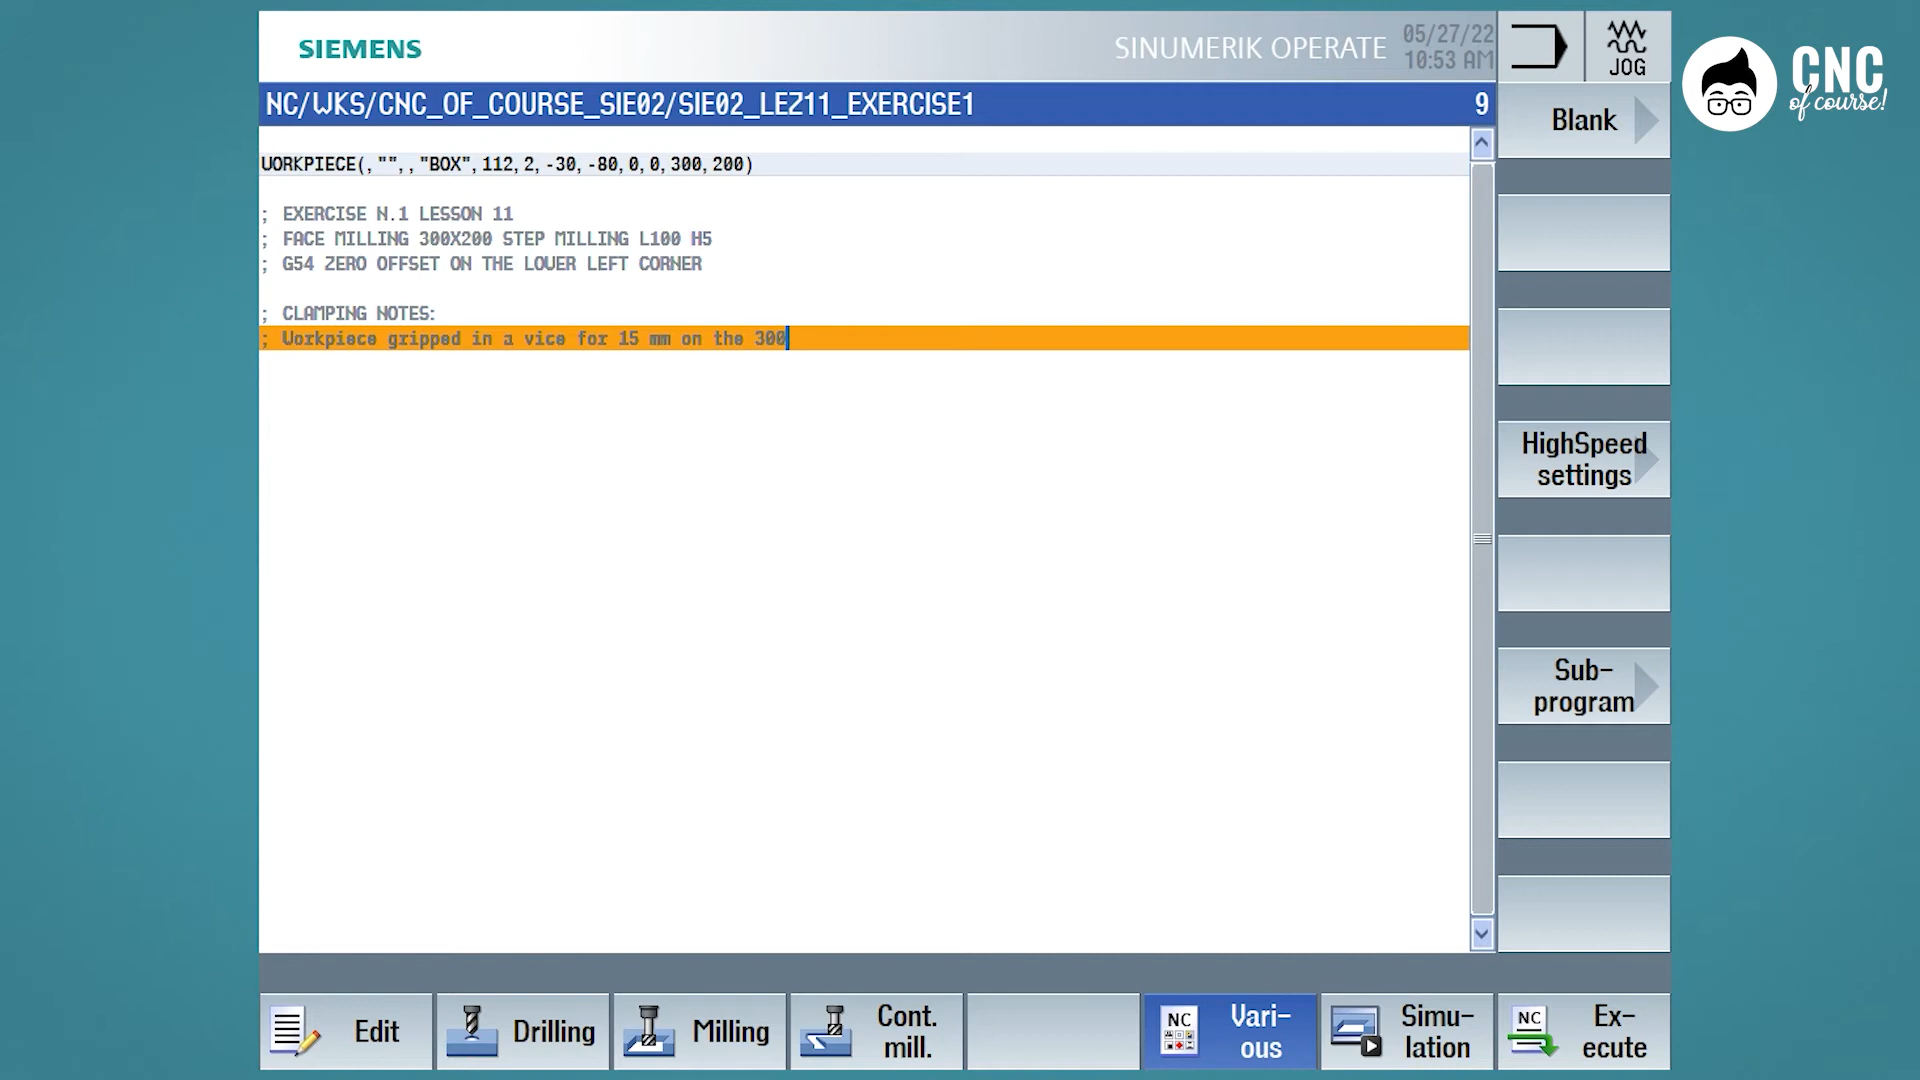 SIEMENS
SINUMERIK OPERATE
05/27/22
10:53 AM
JOG
CNC
of course!
NC/WKS/CNC_OF_COURSE_SIE02/SIE02_LEZ11_EXERCISE1
9
Blank
WORKPIECE(,"",,"BOX",112,2,-30,-80,0,0,300,200)
; EXERCISE N.1 LESSON 11
; FACE MILLING 300X200 STEP MILLING L100 H5
; G54 ZERO OFFSET ON THE LOWER LEFT CORNER
; CLAMPING NOTES:
; Workpiece gripped in a vice for 15 mm on the 300
HighSpeed
settings
Sub-
program
Edit
Drilling
Milling
Cont.
mill.
NC
Vari-
ous
Simu-
lation
NC
Ex-
ecute